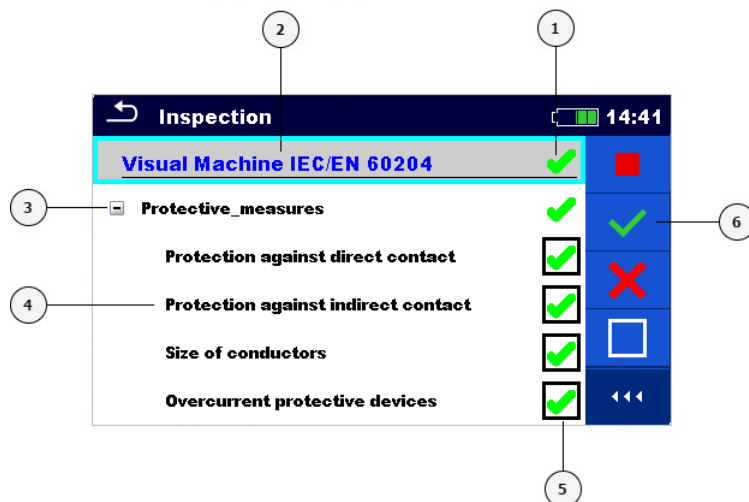 2
1
Inspection 14:41
Visual Machine IEC/EN 60204
3
Protective_measures
6
Protection against direct contact
4
Protection against indirect contact
Size of conductors
Overcurrent protective devices
5